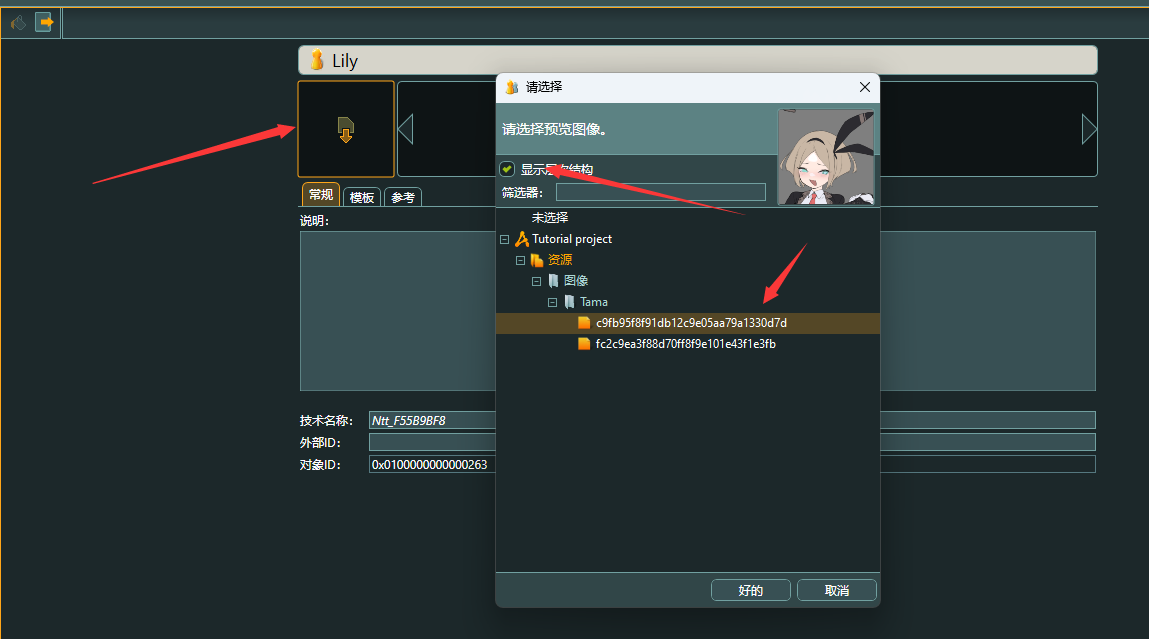 Lily
请选择
请选择预览图像。
显示层次结构
筛选器:
常规
模板
参考
说明:
未选择
Tutorial project
资源
图像
Tama
c9fb95f8f91db12c9e05aa79a1330d7d
fc2c9ea3f88d70ff8f9e101e43f1e3fb
技术名称:
Ntt_F55B9BF8
外部ID:
对象ID:
0x0100000000000263
好的
取消